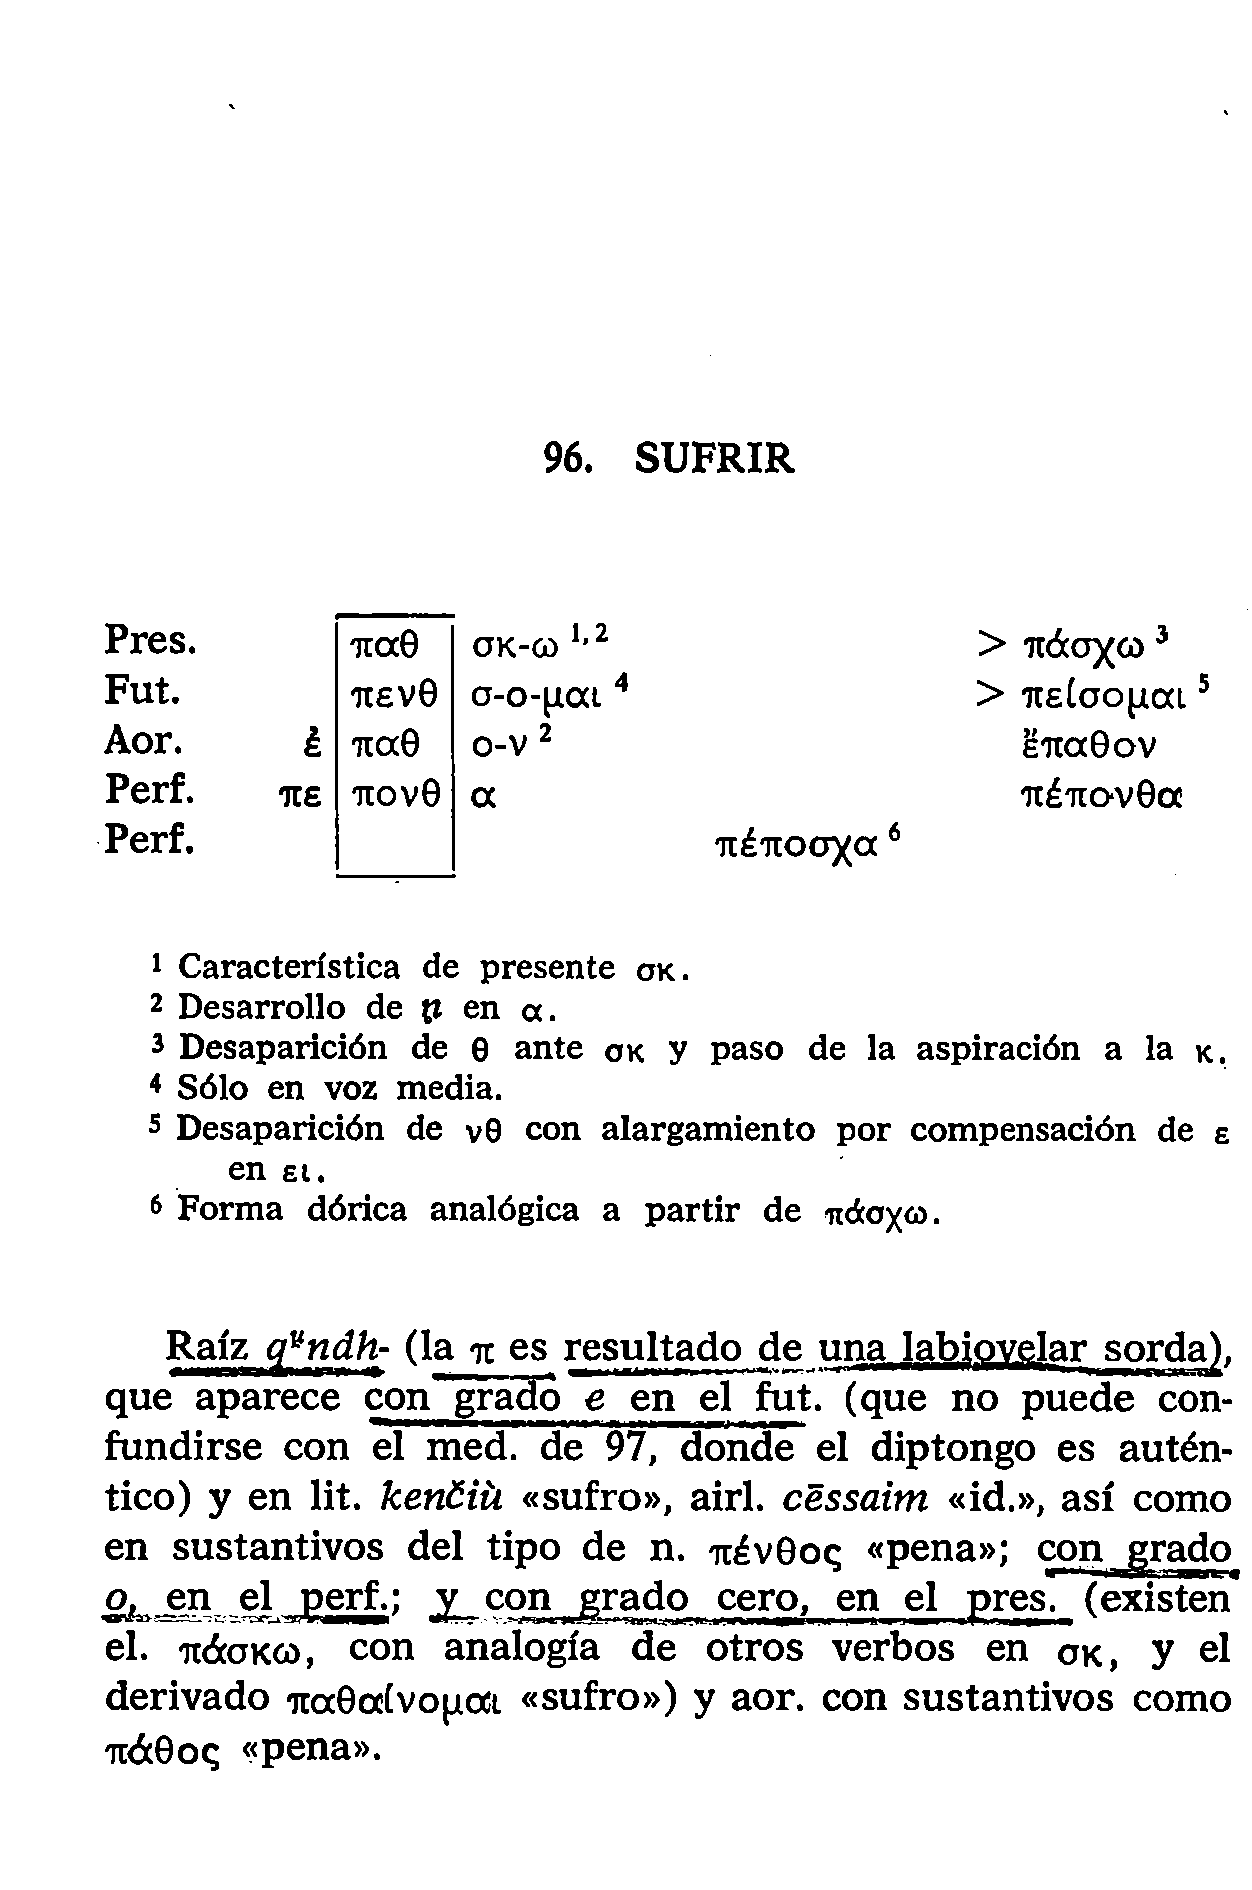 96. SUFRIR
Pres. παθ σκ-ω 1, 2 > πάσχω 3
Fut. πενθ σ-ο-μαι 4 > πείσομαι 5
Aor. ἐ παθ ο-ν 2 ἔπαθον
Perf. πε πονθ α πέπονθα
Perf. πέποσχα 6
1 Característica de presente σκ.
2 Desarrollo de n̥ en α.
3 Desaparición de θ ante σκ y paso de la aspiración a la κ.
4 Sólo en voz media.
5 Desaparición de νθ con alargamiento por compensación de ε
en ει.
6 Forma dórica analógica a partir de πάσχω.
Raíz qᵘ̯ndh- (la π es resultado de una labiovelar sorda),
que aparece con grado e en el fut. (que no puede con-
fundirse con el med. de 97, donde el diptongo es autén-
tico) y en lit. kenčiù «sufro», airl. cēssaim «id.», así como
en sustantivos del tipo de n. πένθος «pena»; con grado
o, en el perf.; y con grado cero, en el pres. (existen
el. πάσκω, con analogía de otros verbos en σκ, y el
derivado παθαίνομαι «sufro») y aor. con sustantivos como
πάθος «pena».